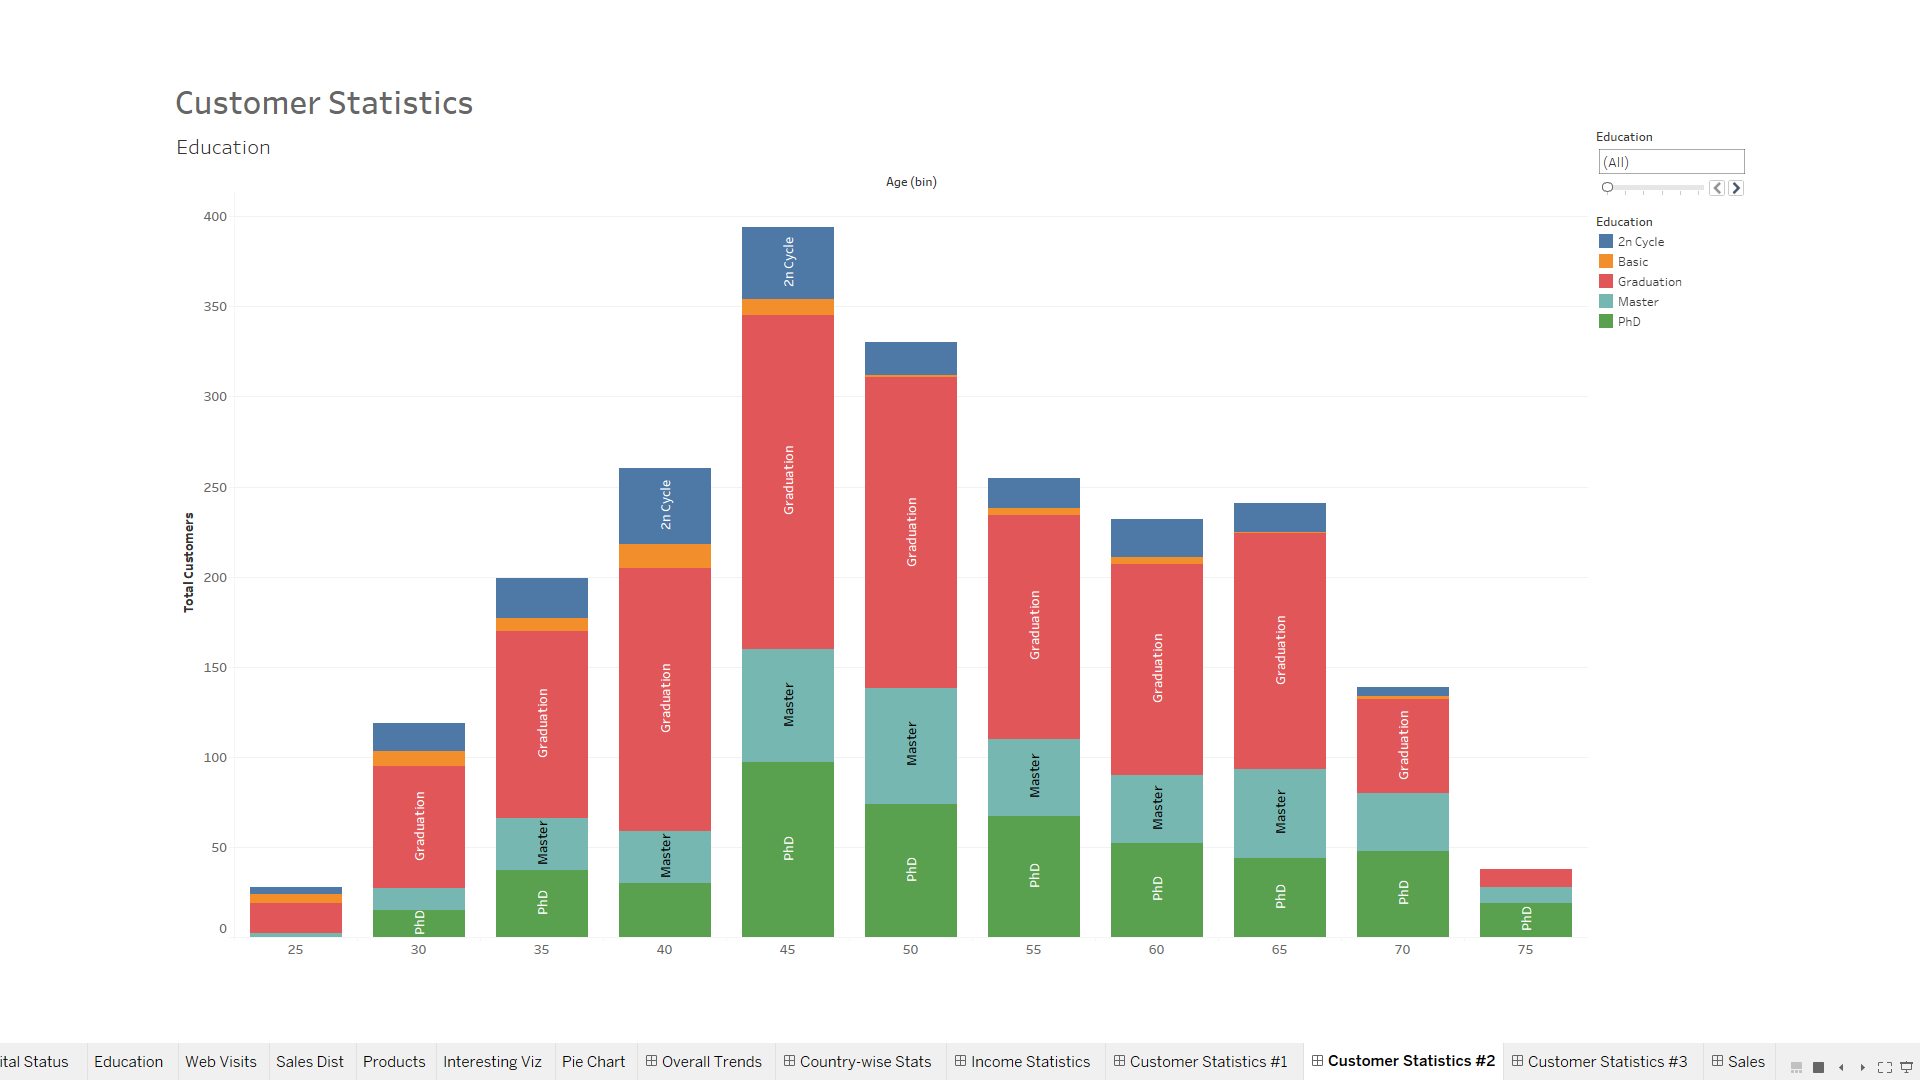 Customer Statistics
Education
Age (bin)
Total Customers
400
350
300
250
200
150
100
50
0
Graduation
PhD
Graduation
Master
PhD
2n Cycle
Graduation
Master
2n Cycle
Graduation
Master
PhD
Graduation
Master
PhD
Graduation
Master
PhD
Graduation
Master
PhD
Graduation
Master
PhD
Graduation
PhD
PhD
25 30 35 40 45 50 55 60 65 70 75
Education
(All)
Education
2n Cycle
Basic
Graduation
Master
PhD
ital Status Education Web Visits Sales Dist Products Interesting Viz Pie Chart Overall Trends Country-wise Stats Income Statistics Customer Statistics #1 Customer Statistics #2 Customer Statistics #3 Sales